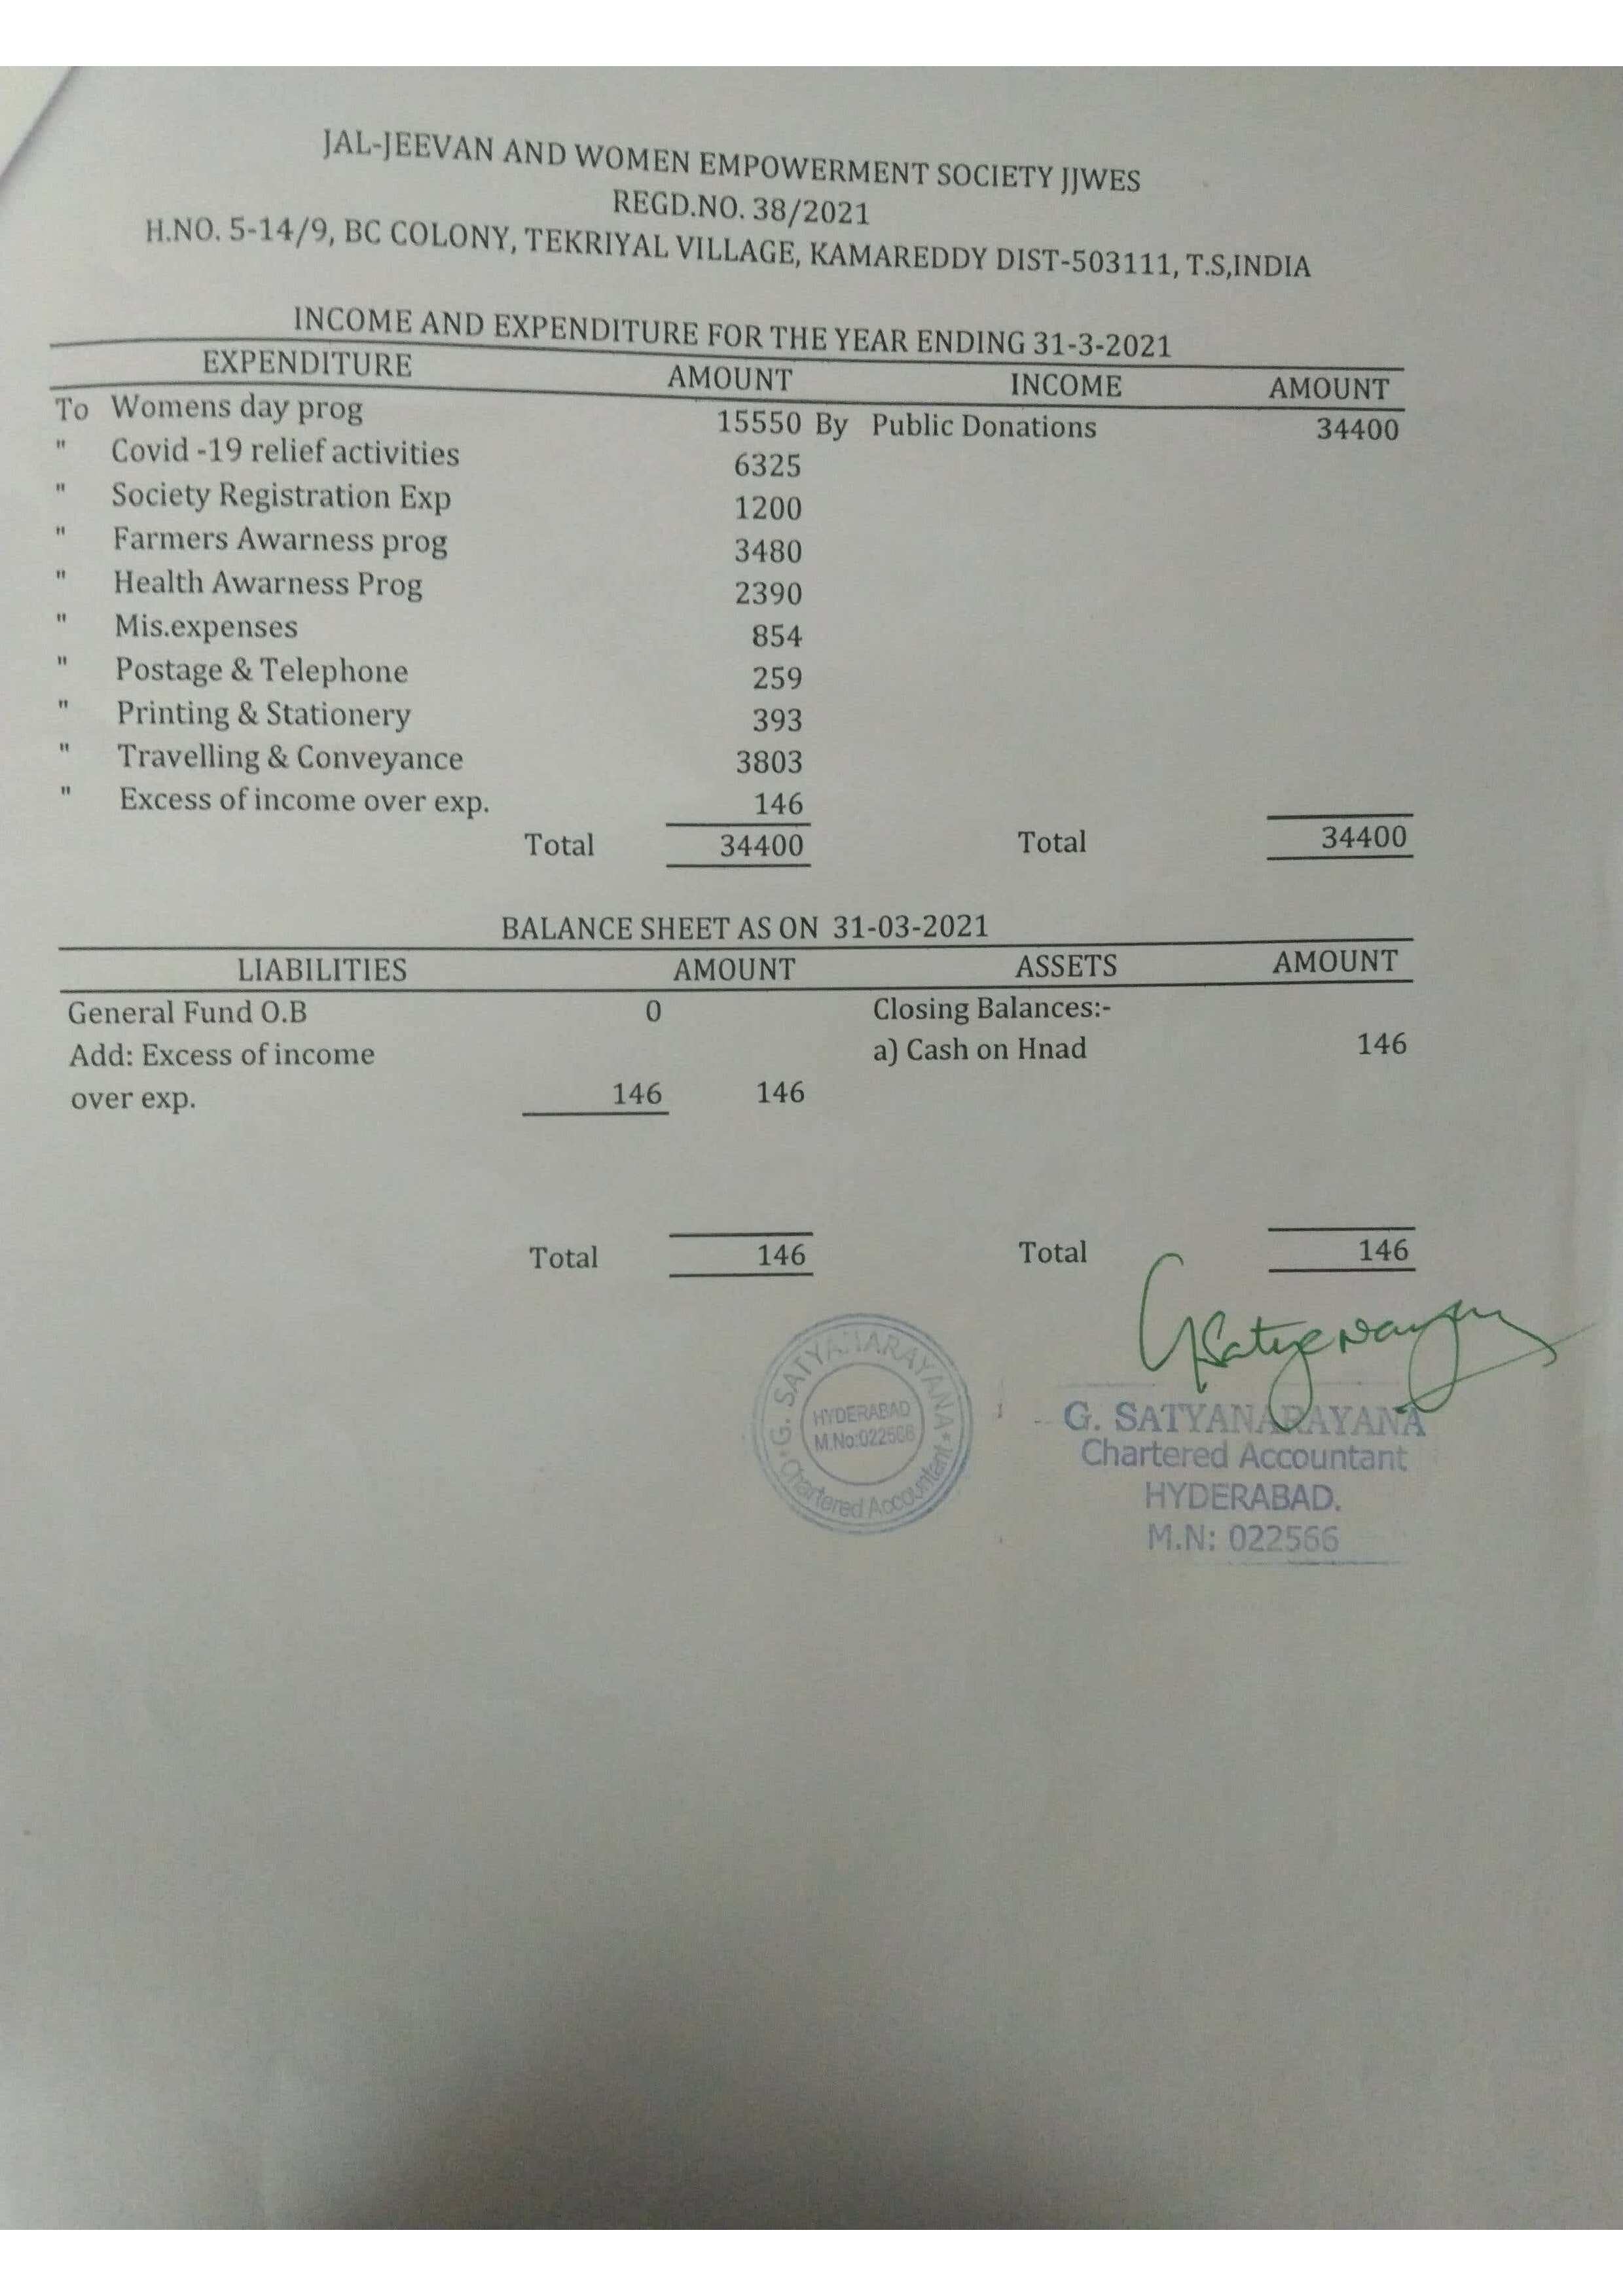 JAL-JEEVAN AND WOMEN EMPOWERMENT SOCIETY JJWES
REGD.NO. 38/2021
H.NO. 5-14/9, BC COLONY, TEKRIYAL VILLAGE, KAMAREDDY DIST-503111, T.S,INDIA
INCOME AND EXPENDITURE FOR THE YEAR ENDING 31-3-2021
EXPENDITURE AMOUNT INCOME AMOUNT
To Womens day prog 15550 By Public Donations 34400
" Covid -19 relief activities 6325
" Society Registration Exp 1200
" Farmers Awarness prog 3480
" Health Awarness Prog 2390
" Mis.expenses 854
" Postage & Telephone 259
" Printing & Stationery 393
" Travelling & Conveyance 3803
" Excess of income over exp. 146
Total 34400 Total 34400
BALANCE SHEET AS ON 31-03-2021
LIABILITIES AMOUNT ASSETS AMOUNT
General Fund O.B 0 Closing Balances:-
Add: Excess of income a) Cash on Hnad 146
over exp. 146 146
Total 146 Total 146
GSatyanarayana
G. SATYANARAYANA
HYDERABAD
M.No:022566
Chartered Accountant
G. SATYANARAYANA
Chartered Accountant
HYDERABAD.
M.N: 022566